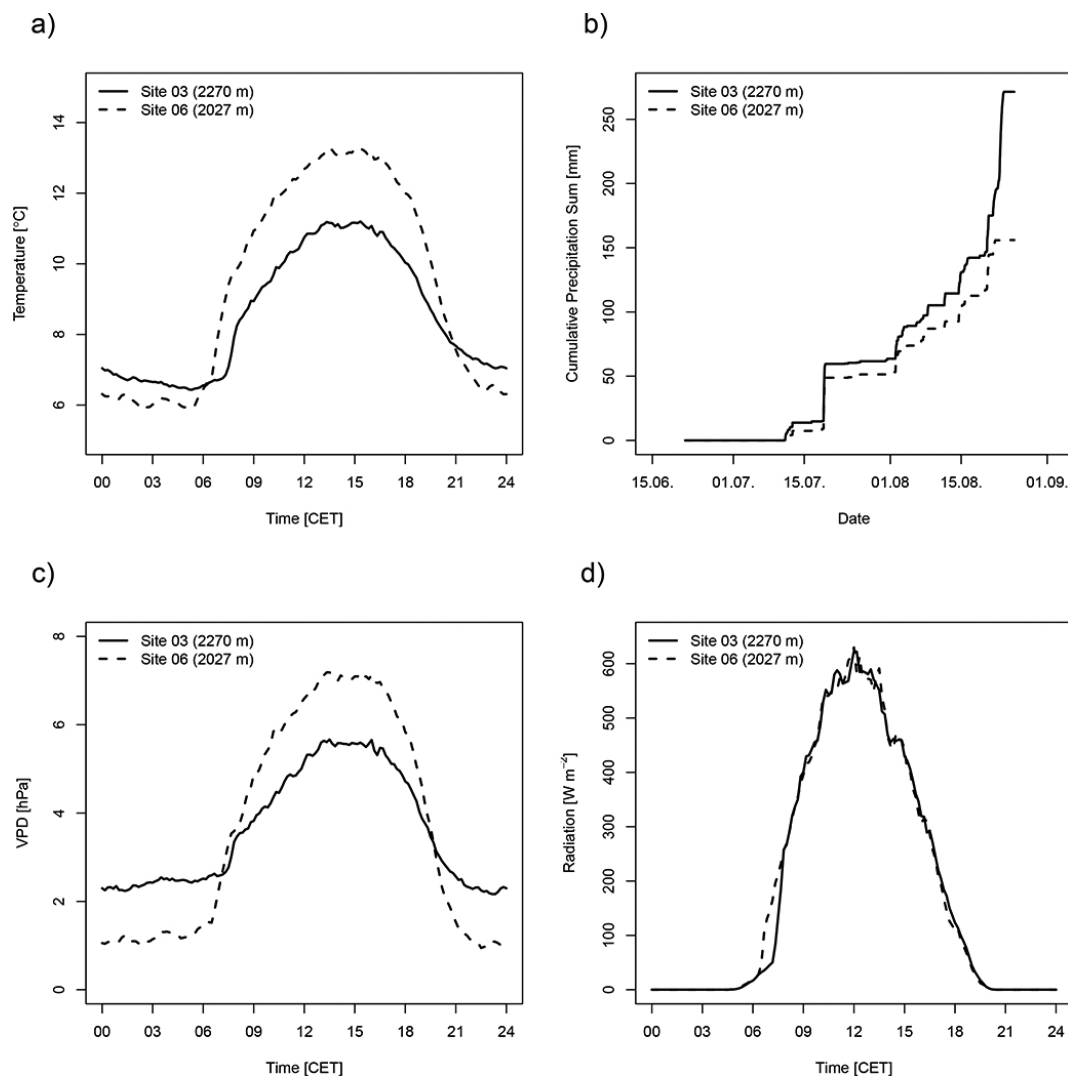 a)
Site 03 (2270 m)
Site 06 (2027 m)
Temperature [°C]
14
12
10
8
6
00 03 06 09 12 15 18 21 24
Time [CET]
b)
Site 03 (2270 m)
Site 06 (2027 m)
Cumulative Precipitation Sum [mm]
250
200
150
100
50
0
15.06. 01.07. 15.07. 01.08 15.08. 01.09.
Date
c)
Site 03 (2270 m)
Site 06 (2027 m)
VPD [hPa]
8
6
4
2
0
00 03 06 09 12 15 18 21 24
Time [CET]
d)
Site 03 (2270 m)
Site 06 (2027 m)
Radiation [W m⁻²]
600
500
400
300
200
100
0
00 03 06 09 12 15 18 21 24
Time [CET]